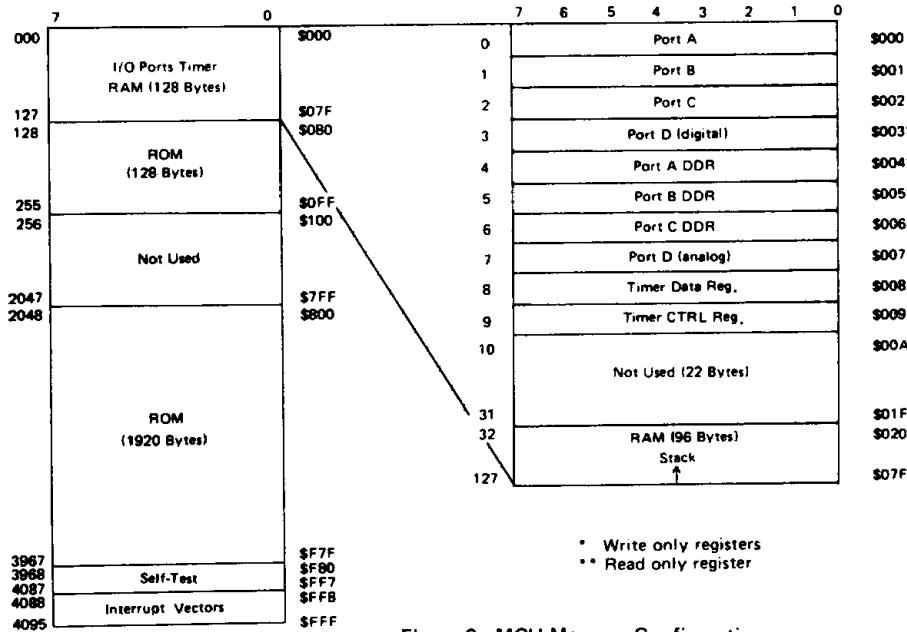 7 0
000 $000
I/O Ports Timer
RAM (128 Bytes)
127 $07F
128 $080
ROM
(128 Bytes)
255 $0FF
256 $100
Not Used
2047 $7FF
2048 $800
ROM
(1920 Bytes)
3967 $F7F
3968 $F80
Self-Test
4087 $FF7
4088 $FF8
Interrupt Vectors
4095 $FFF
7 6 5 4 3 2 1 0
0 Port A $000
1 Port B $001
2 Port C $002
3 Port D (digital) $003
4 Port A DDR $004
5 Port B DDR $005
6 Port C DDR $006
7 Port D (analog) $007
8 Timer Data Reg. $008
9 Timer CTRL Reg. $009
10 $00A
Not Used (22 Bytes)
31 $01F
32 RAM (96 Bytes) $020
Stack
127 $07F
* Write only registers
** Read only register
MCU